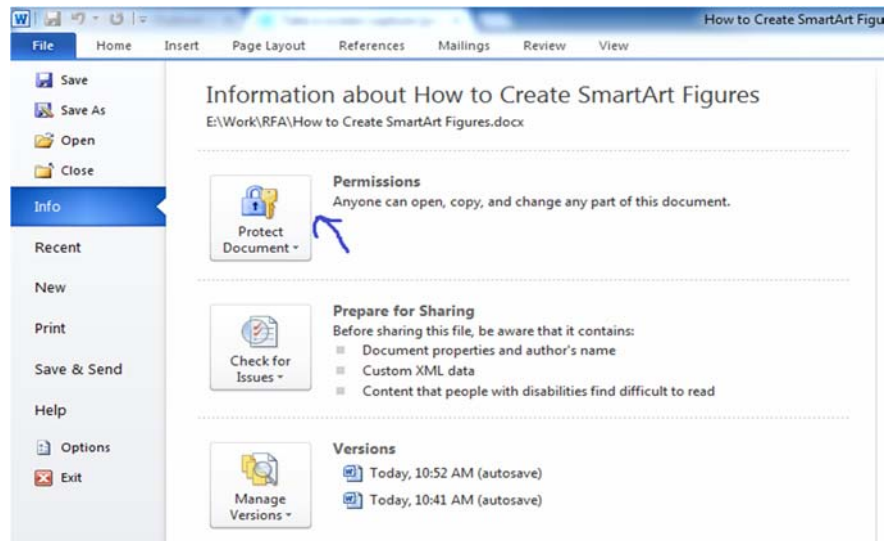 W
How to Create SmartArt Figu
File Home Insert Page Layout References Mailings Review View
Save
Save As
Open
Close
Info
Recent
New
Print
Save & Send
Help
Options
Exit
Information about How to Create SmartArt Figures
E:\Work\RFA\How to Create SmartArt Figures.docx
Protect
Document
Permissions
Anyone can open, copy, and change any part of this document.
Check for
Issues
Prepare for Sharing
Before sharing this file, be aware that it contains:
Document properties and author's name
Custom XML data
Content that people with disabilities find difficult to read
Manage
Versions
Versions
Today, 10:52 AM (autosave)
Today, 10:41 AM (autosave)